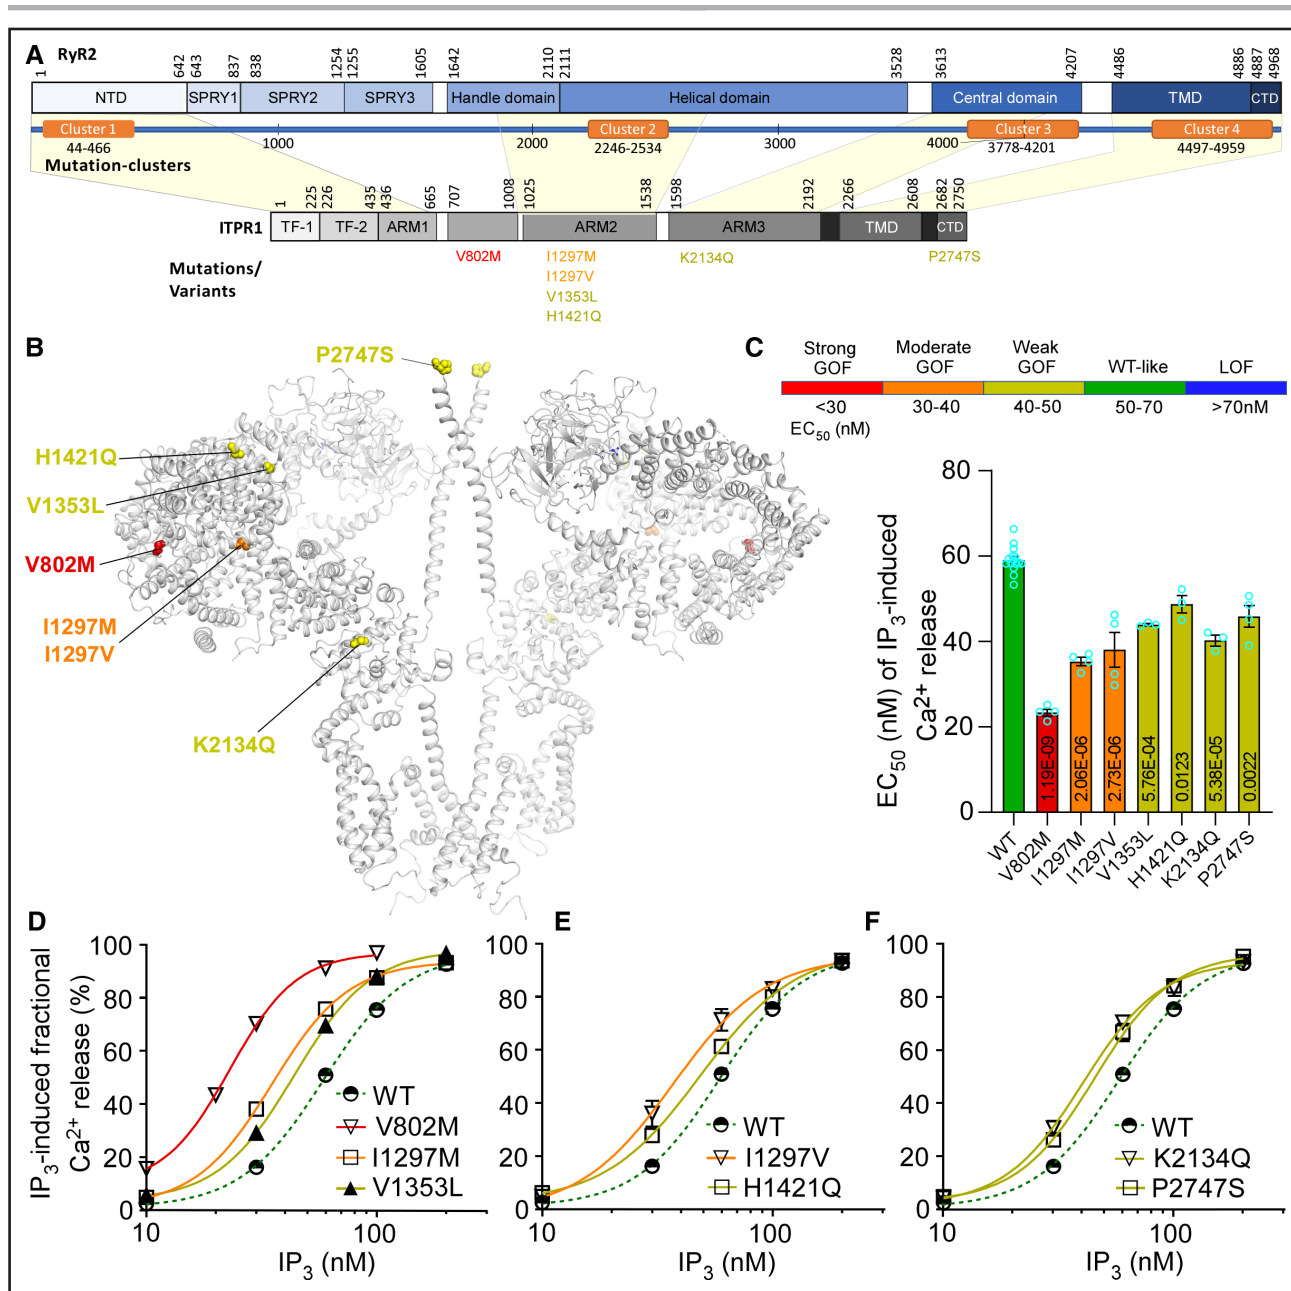 A
RyR2
1 642 643 837 838 1254 1255 1605 1642 2110 2111 3528 3613 4207 4486 4886 4887 4968
NTD SPRY1 SPRY2 SPRY3 Handle domain Helical domain Central domain TMD CTD
Cluster 1 Cluster 2 Cluster 3 Cluster 4
44-466 1000 2000 2246-2534 3000 4000 3778-4201 4497-4959
Mutation-clusters
1 225 226 435 436 665 707 1008 1025 1538 1598 2192 2266 2608 2682 2750
ITPR1 TF-1 TF-2 ARM1 ARM2 ARM3 TMD CTD
Mutations/
Variants
V802M I1297M K2134Q P2747S
I1297V
V1353L
H1421Q
B
P2747S
H1421Q
V1353L
V802M
I1297M
I1297V
K2134Q
C
Strong GOF Moderate GOF Weak GOF WT-like LOF
<30 30-40 40-50 50-70 >70nM
EC50 (nM)
EC50 (nM) of IP3-induced
Ca2+ release
80
60
40
20
0
1.19E-09 2.06E-06 2.73E-06 5.76E-04 0.0123 5.38E-05 0.0022
WT V802M I1297M I1297V V1353L H1421Q K2134Q P2747S
D
IP3-induced fractional
Ca2+ release (%)
100
80
60
40
20
0
WT
V802M
I1297M
V1353L
10 100
IP3 (nM)
E
100
80
60
40
20
0
WT
I1297V
H1421Q
10 100
IP3 (nM)
F
100
80
60
40
20
0
WT
K2134Q
P2747S
10 100
IP3 (nM)